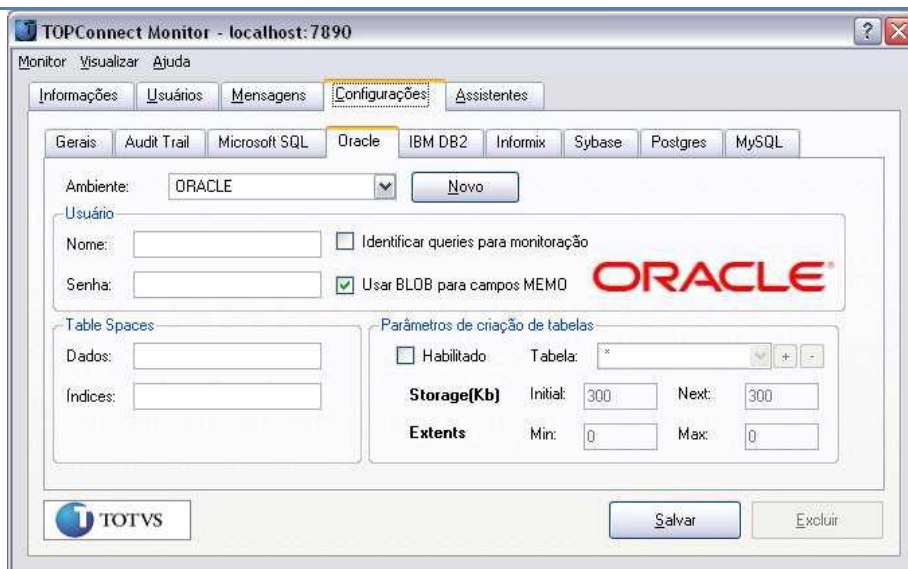 TOPConnect Monitor - localhost:7890
Monitor Visualizar Ajuda
Informações Usuários Mensagens Configurações Assistentes
Gerais Audit Trail Microsoft SQL Oracle IBM DB2 Informix Sybase Postgres MySQL
Ambiente: ORACLE Novo
Usuário
Nome: Identificar queries para monitoração
Senha: Usar BLOB para campos MEMO ORACLE
Table Spaces Parâmetros de criação de tabelas
Dados: Habilitado Tabela: * + -
Índices: Storage(Kb) Initial: 300 Next: 300
Extents Min: 0 Max: 0
TOTVS Salvar Excluir